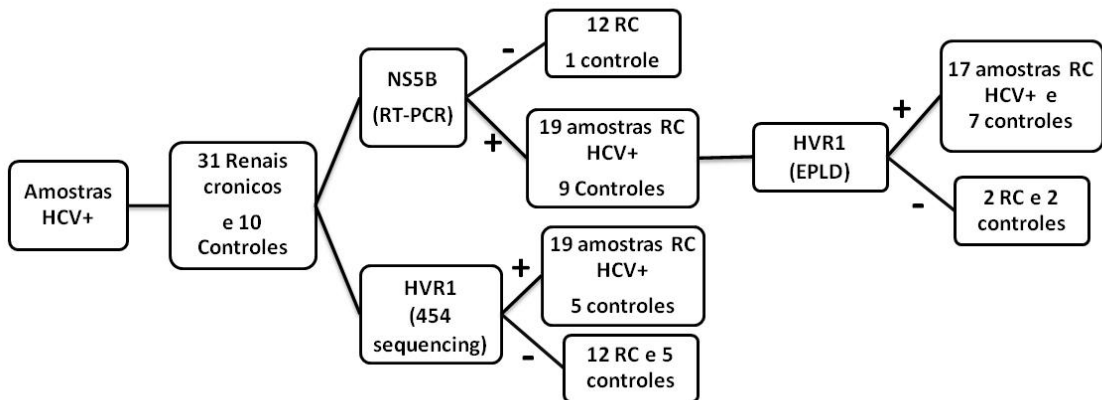 Amostras
HCV+
31 Renais
cronicos
e 10
Controles
NS5B
(RT-PCR)
-
12 RC
1 controle
+
19 amostras RC
HCV+
9 Controles
HVR1
(EPLD)
+
17 amostras RC
HCV+ e
7 controles
-
2 RC e 2
controles
HVR1
(454
sequencing)
+
19 amostras RC
HCV+
5 controles
-
12 RC e 5
controles